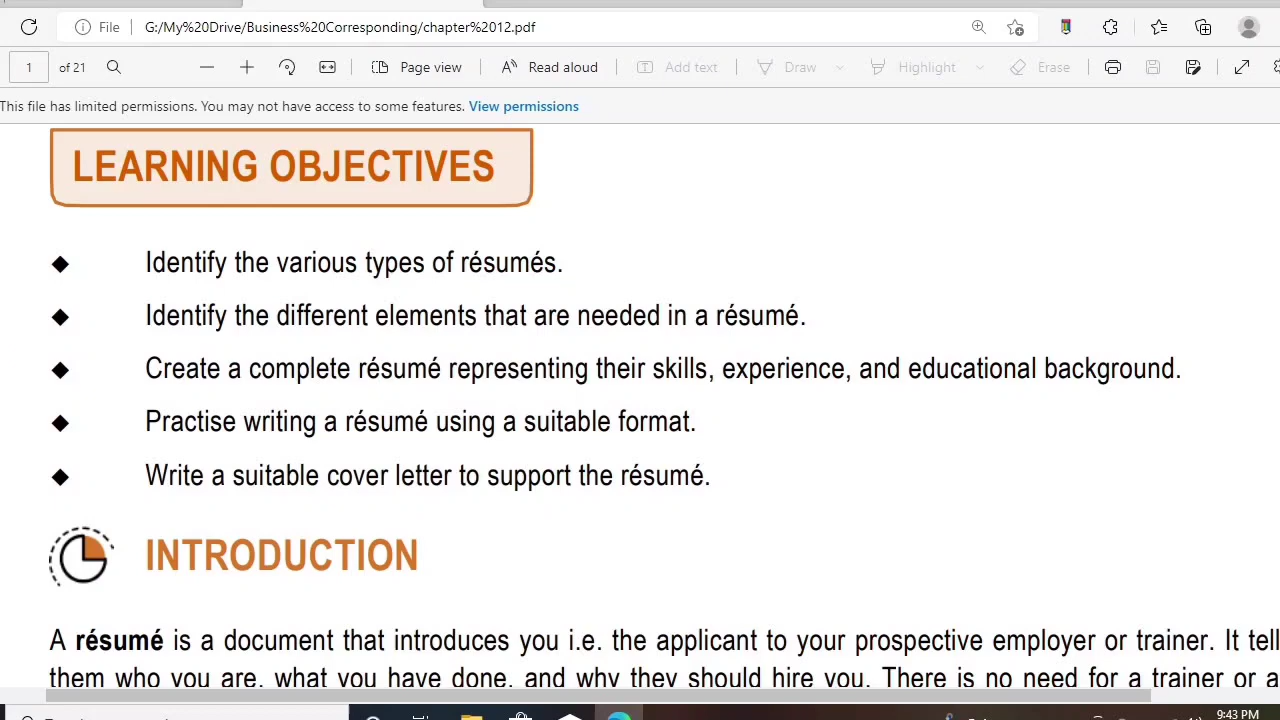 File
G:/My%20Drive/Business%20Corresponding/chapter%2012.pdf
1 of 21
Page view
Read aloud
Add text
Draw
Highlight
Erase
This file has limited permissions. You may not have access to some features. View permissions
LEARNING OBJECTIVES
◆ Identify the various types of résumés.
◆ Identify the different elements that are needed in a résumé.
◆ Create a complete résumé representing their skills, experience, and educational background.
◆ Practise writing a résumé using a suitable format.
◆ Write a suitable cover letter to support the résumé.
INTRODUCTION
A résumé is a document that introduces you i.e. the applicant to your prospective employer or trainer. It tell
them who you are, what you have done, and why they should hire you. There is no need for a trainer or a
9:43 PM